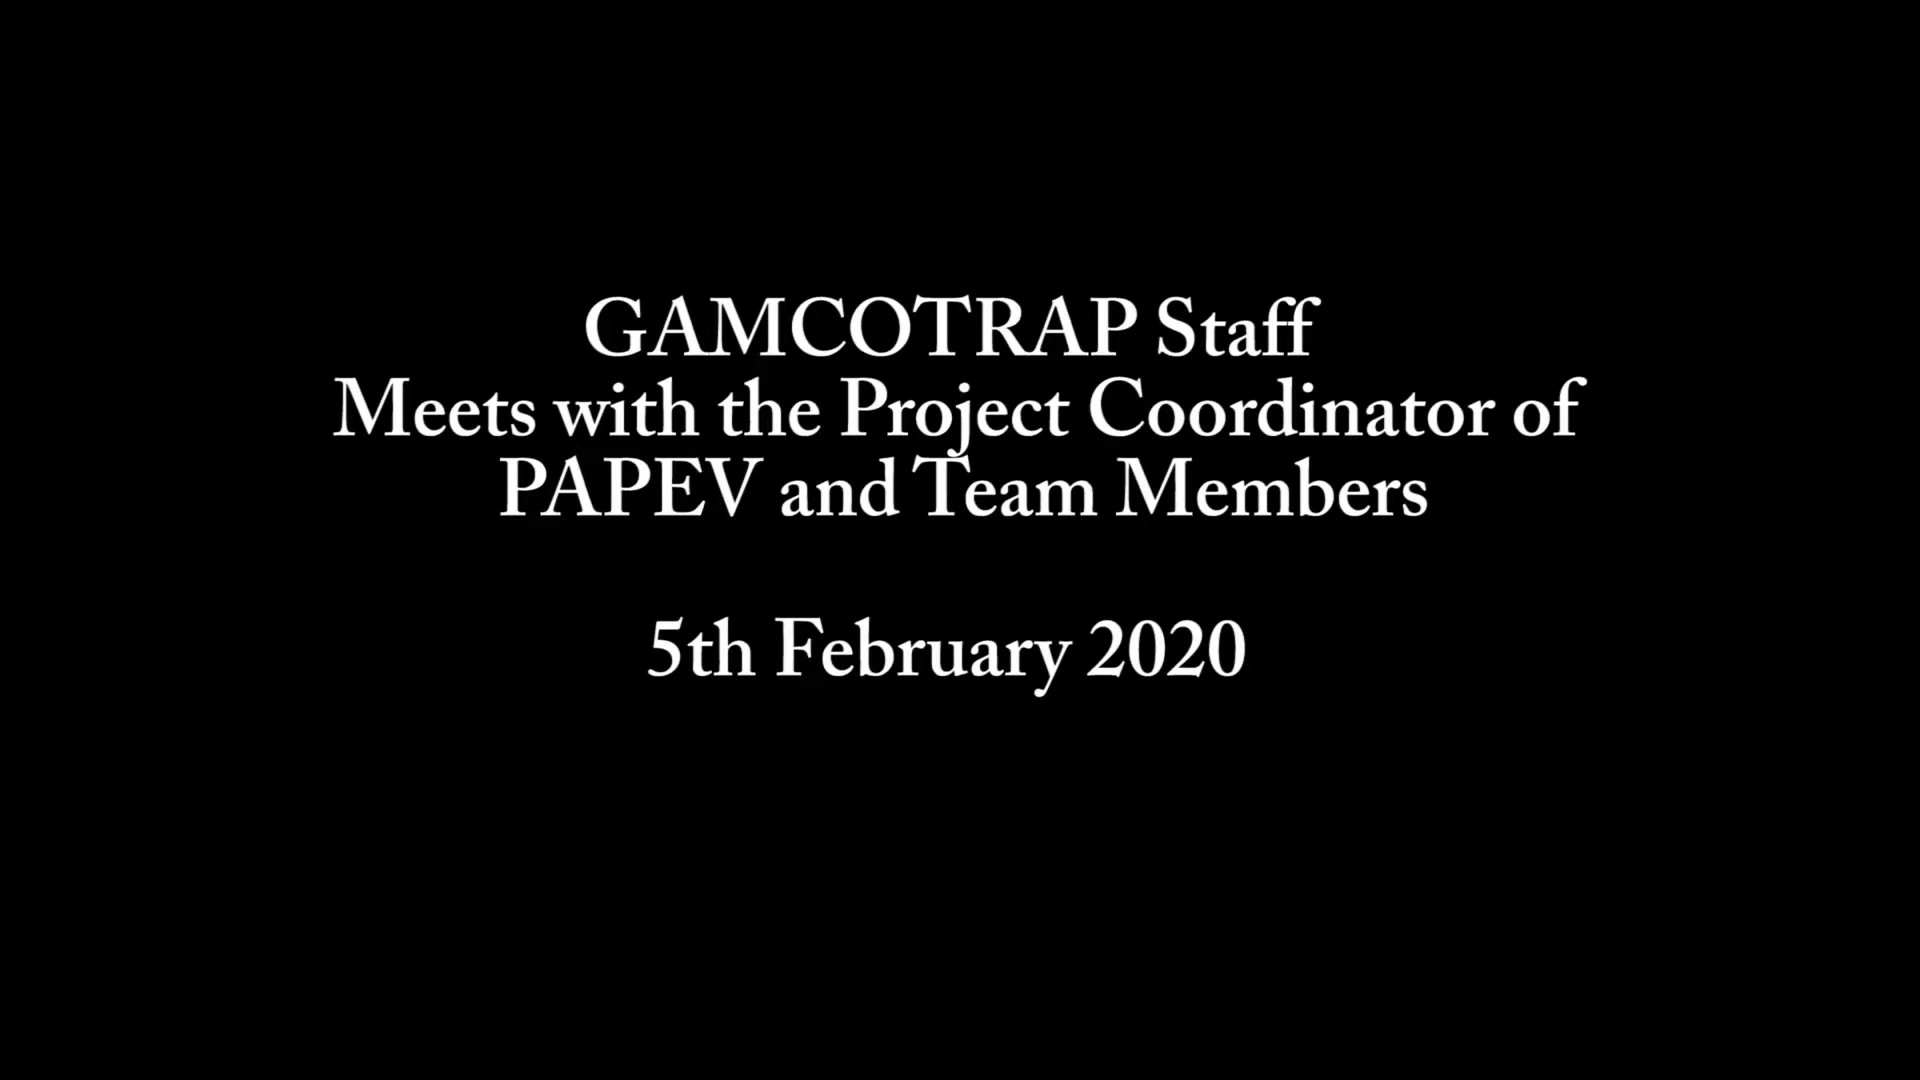 GAMCOTRAP Staff
Meets with the Project Coordinator of
PAPEV and Team Members
5th February 2020